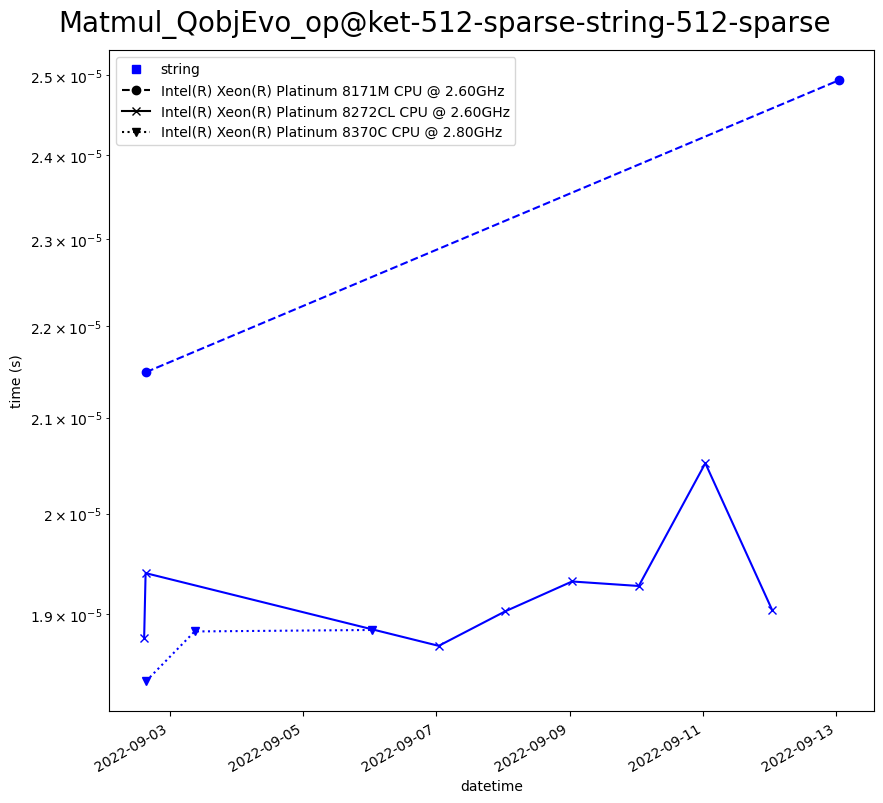 Matmul_QobjEvo_op@ket-512-sparse-string-512-sparse
string
Intel(R) Xeon(R) Platinum 8171M CPU @ 2.60GHz
Intel(R) Xeon(R) Platinum 8272CL CPU @ 2.60GHz
Intel(R) Xeon(R) Platinum 8370C CPU @ 2.80GHz
2.5 × 10⁻⁵
2.4 × 10⁻⁵
2.3 × 10⁻⁵
2.2 × 10⁻⁵
2.1 × 10⁻⁵
2 × 10⁻⁵
1.9 × 10⁻⁵
time (s)
2022-09-03
2022-09-05
2022-09-07
2022-09-09
2022-09-11
2022-09-13
datetime